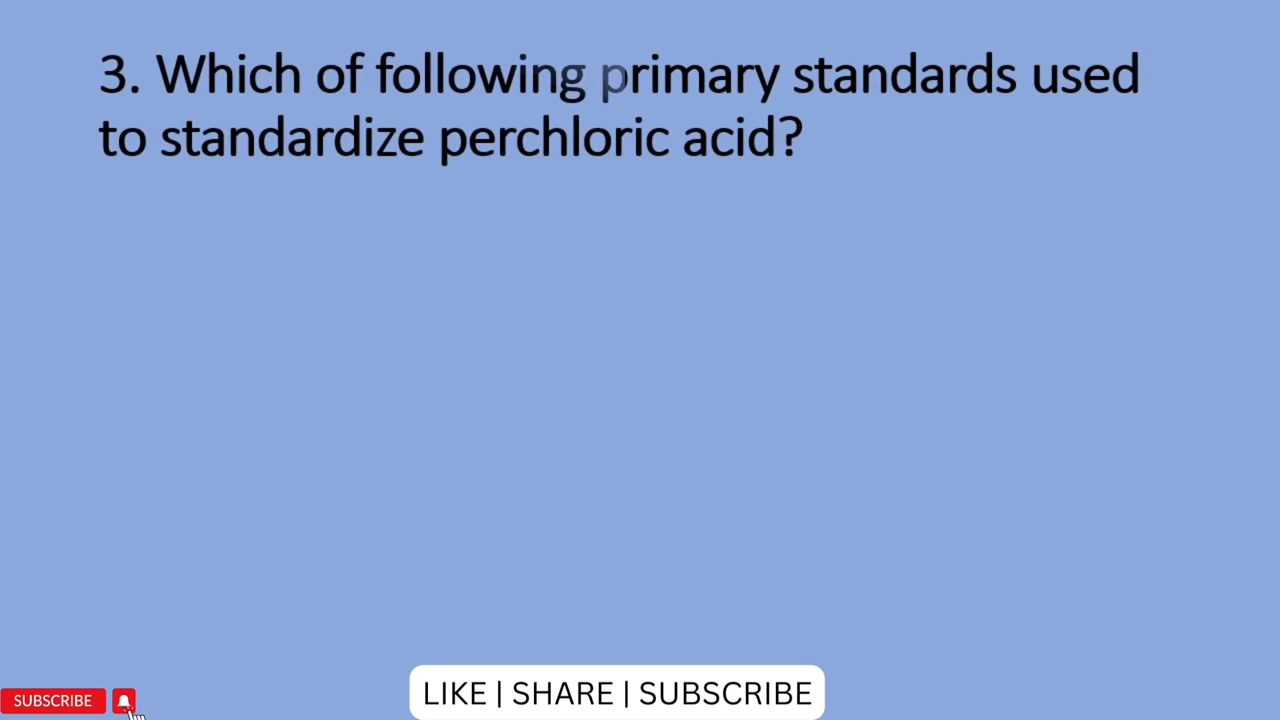 3. Which of following primary standards used
to standardize perchloric acid?
SUBSCRIBE
LIKE | SHARE | SUBSCRIBE